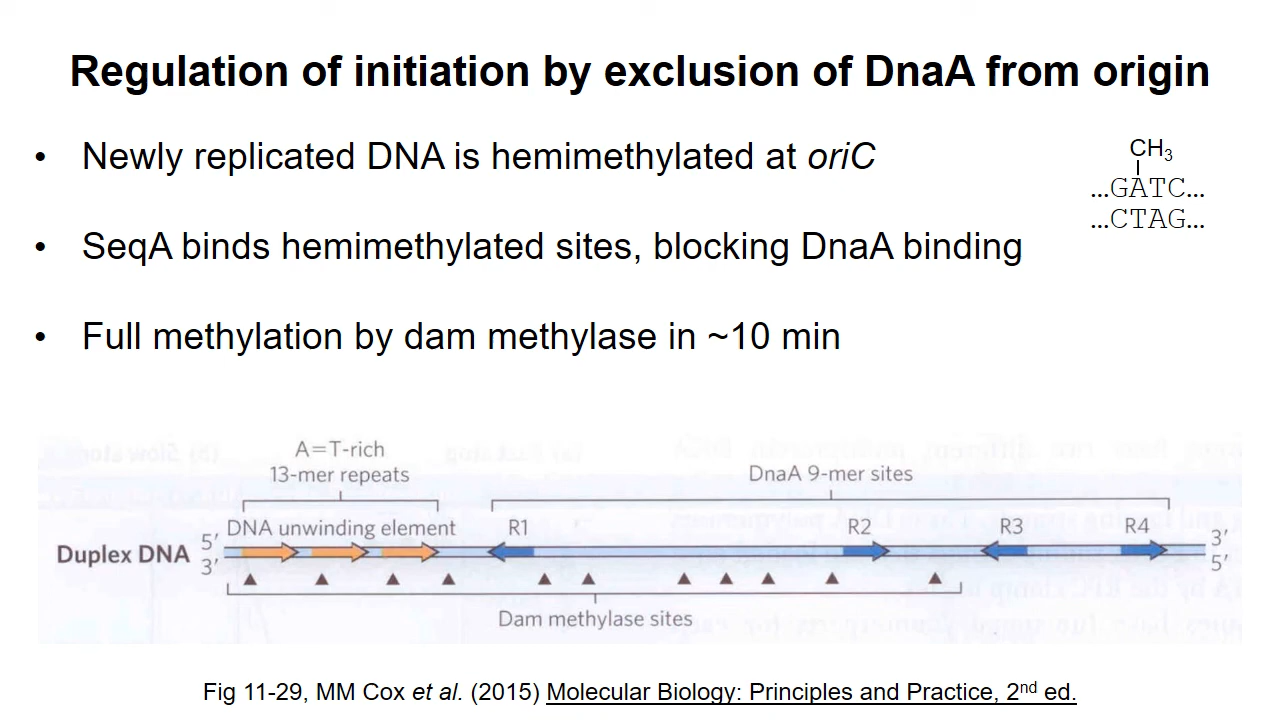 Regulation of initiation by exclusion of DnaA from origin
• Newly replicated DNA is hemimethylated at oriC
CH3
...GATC...
...CTAG...
• SeqA binds hemimethylated sites, blocking DnaA binding
• Full methylation by dam methylase in ~10 min
A=T-rich
13-mer repeats
DnaA 9-mer sites
DNA unwinding element
R1
R2
R3
R4
Duplex DNA
5′
3′
3′
5′
Dam methylase sites
Fig 11-29, MM Cox et al. (2015) Molecular Biology: Principles and Practice, 2nd ed.